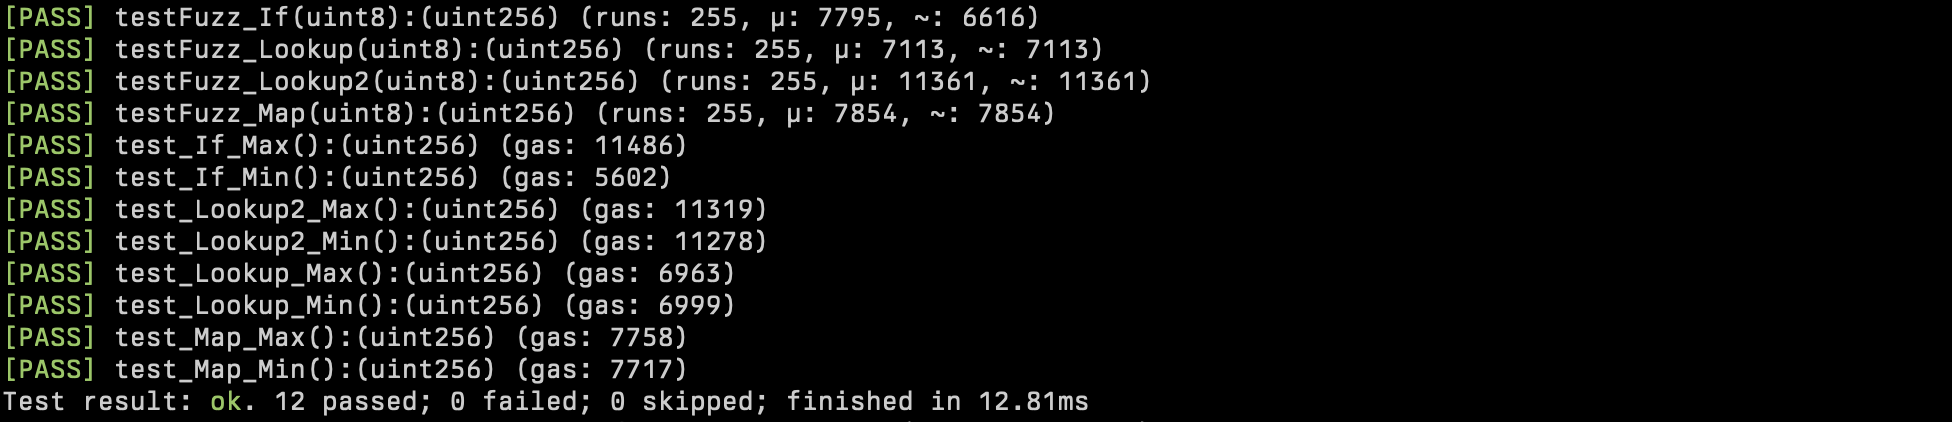 [PASS] testFuzz_If(uint8):(uint256) (runs: 255, μ: 7795, ~: 6616)
[PASS] testFuzz_Lookup(uint8):(uint256) (runs: 255, μ: 7113, ~: 7113)
[PASS] testFuzz_Lookup2(uint8):(uint256) (runs: 255, μ: 11361, ~: 11361)
[PASS] testFuzz_Map(uint8):(uint256) (runs: 255, μ: 7854, ~: 7854)
[PASS] test_If_Max():(uint256) (gas: 11486)
[PASS] test_If_Min():(uint256) (gas: 5602)
[PASS] test_Lookup2_Max():(uint256) (gas: 11319)
[PASS] test_Lookup2_Min():(uint256) (gas: 11278)
[PASS] test_Lookup_Max():(uint256) (gas: 6963)
[PASS] test_Lookup_Min():(uint256) (gas: 6999)
[PASS] test_Map_Max():(uint256) (gas: 7758)
[PASS] test_Map_Min():(uint256) (gas: 7717)
Test result: ok. 12 passed; 0 failed; 0 skipped; finished in 12.81ms